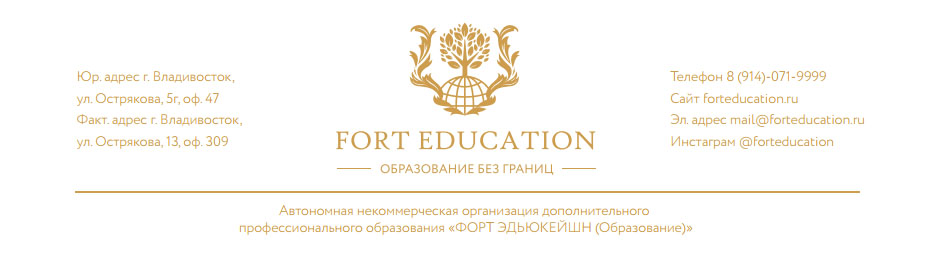 Юр. адрес г. Владивосток,
ул. Острякова, 5г, оф. 47
Факт. адрес г. Владивосток,
ул. Острякова, 13, оф. 309
FORT EDUCATION
ОБРАЗОВАНИЕ БЕЗ ГРАНИЦ
Телефон 8 (914)-071-9999
Сайт forteducation.ru
Эл. адрес mail@forteducation.ru
Инстаграм @forteducation
Автономная некоммерческая организация дополнительного
профессионального образования «ФОРТ ЭДЬЮКЕЙШН (Образование)»